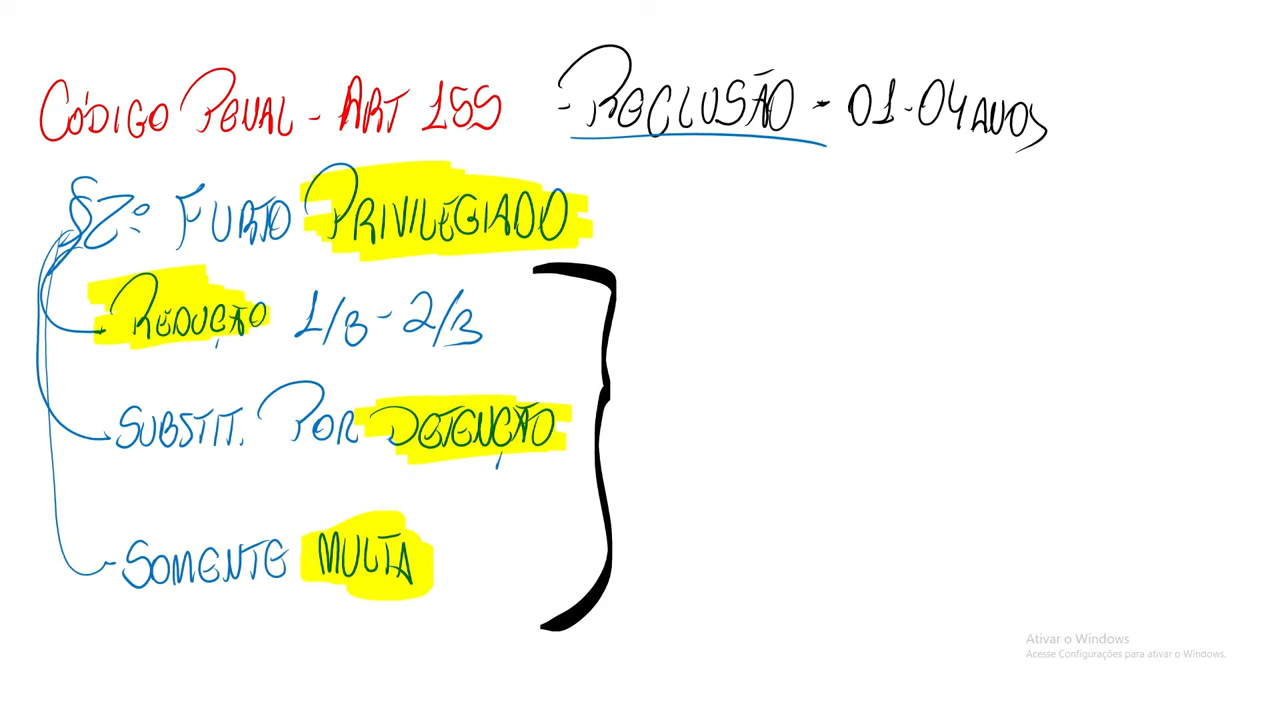 CÓDIGO PENAL - ART 155 - RECLUSÃO - 01-04 ANOS
§2º FURTO PRIVILEGIADO
REDUÇÃO 1/3 - 2/3
SUBSTIT. POR DETENÇÃO
SOMENTE MULTA
Ativar o Windows
Acesse Configurações para ativar o Windows.